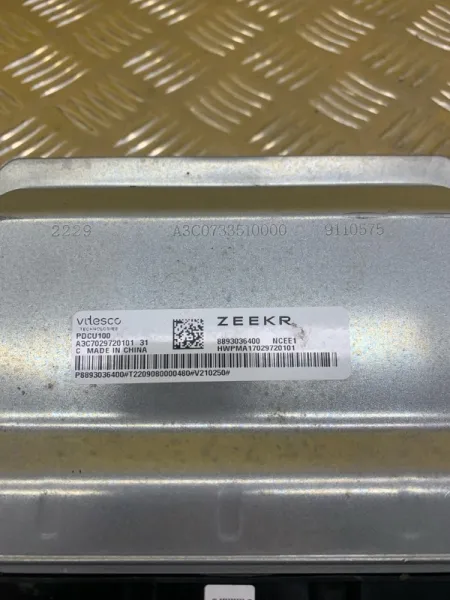 2229 A3C0733510000 9110575
vitesco
TECHNOLOGIES
ZEEKR
PDCU100
A3C7029720101 31
8893036400 NCEE1
C MADE IN CHINA
HWPMA17029720101
P8893036400#T2209080000480#V210250#